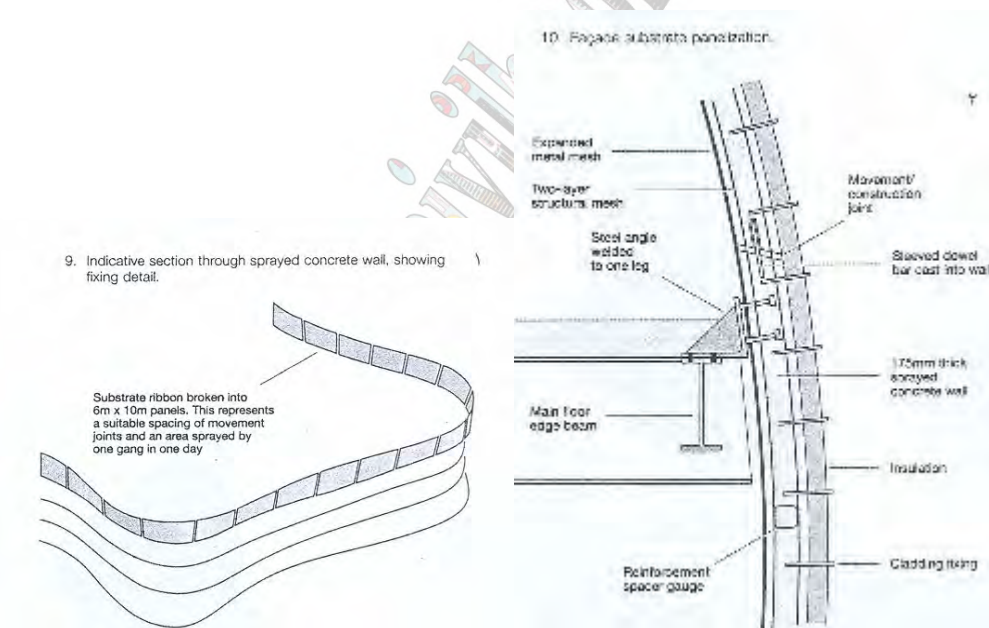 10. Façade substrate panelization.
Expanded
metal mesh
Two-layer
structural mesh
Steel angle
welded
to one leg
Movement/
construction
joint
Sleeved dowel
bar cast into wall
175mm thick
sprayed
concrete wall
Main floor
edge beam
Insulation
Reinforcement
spacer gauge
Cladding fixing
9. Indicative section through sprayed concrete wall, showing
fixing detail.
Substrate ribbon broken into
6m x 10m panels. This represents
a suitable spacing of movement
joints and an area sprayed by
one gang in one day